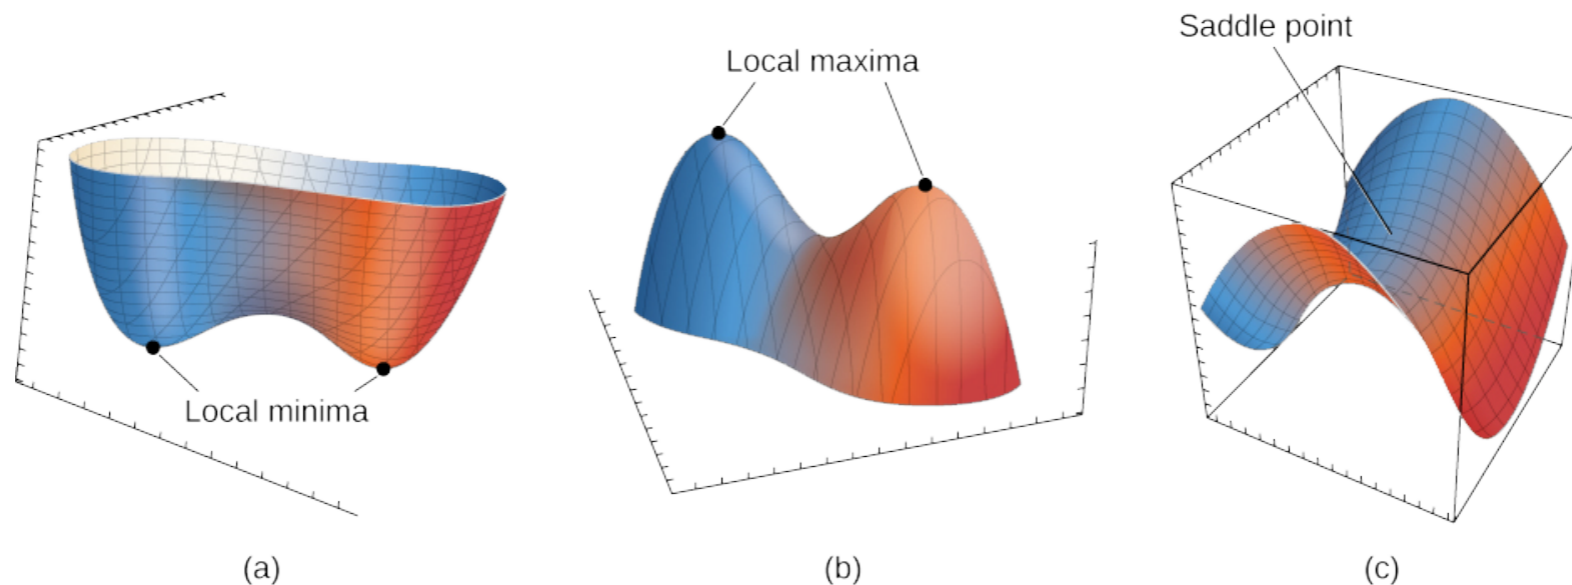 Local minima
(a)
Local maxima
(b)
Saddle point
(c)